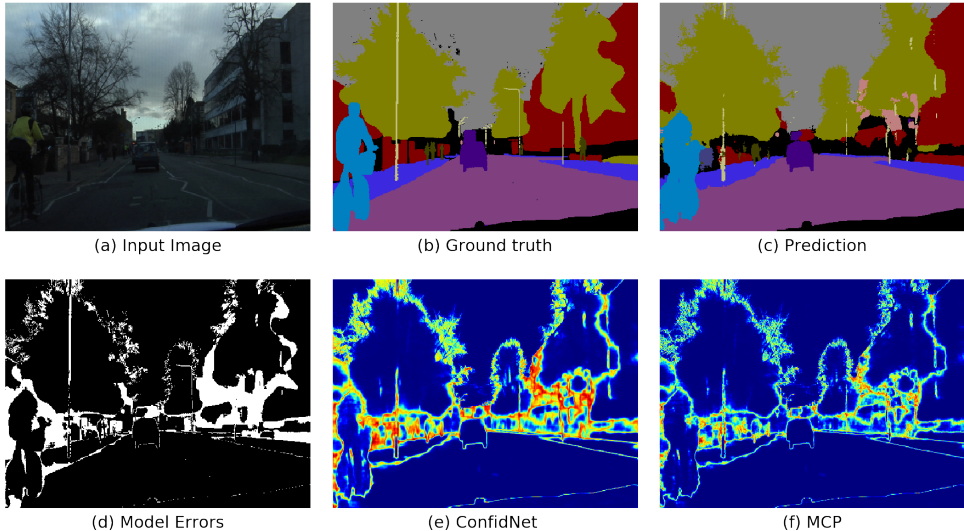 (a) Input Image
(b) Ground truth
(c) Prediction
(d) Model Errors
(e) ConfidNet
(f) MCP